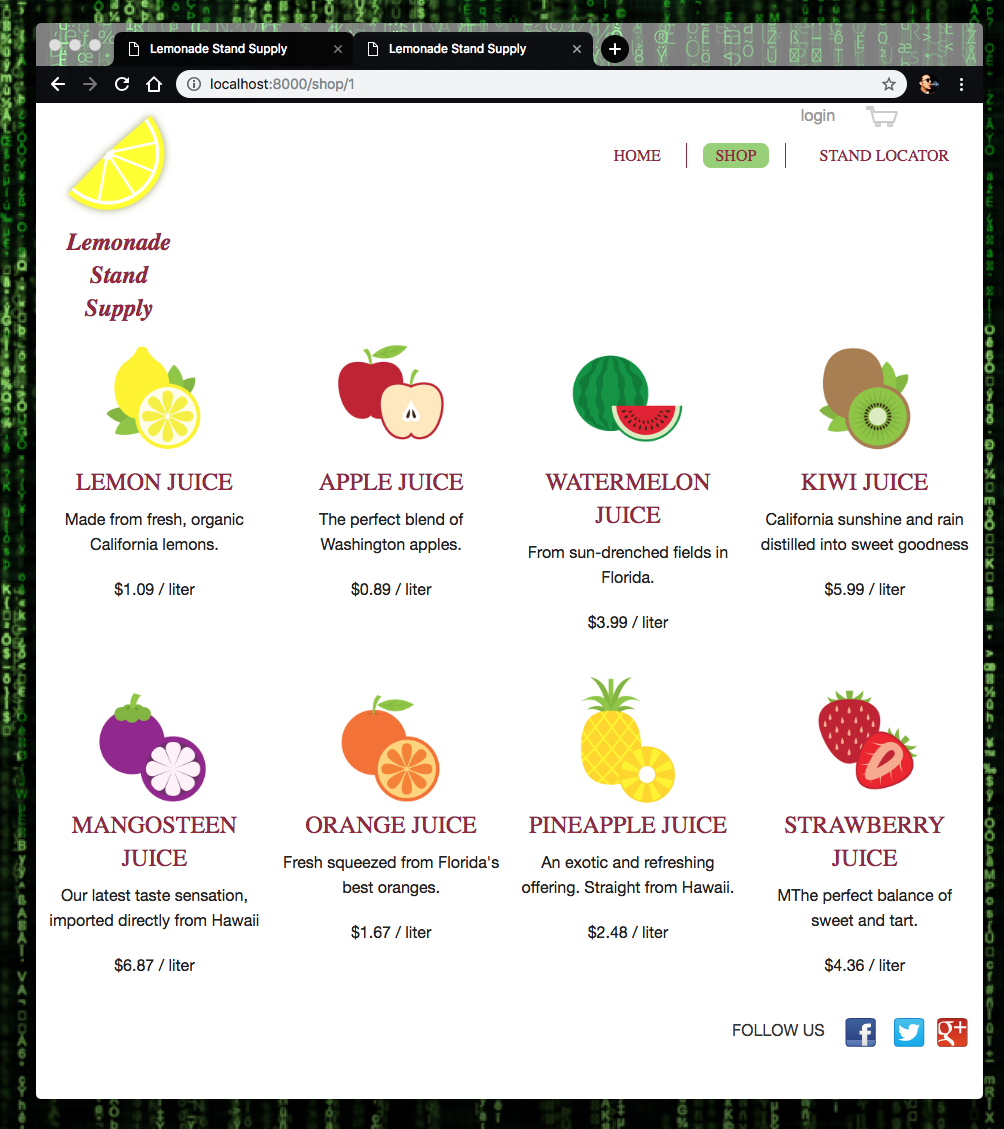 Lemonade Stand Supply
Lemonade Stand Supply
localhost:8000/shop/1
login
HOME
SHOP
STAND LOCATOR
Lemonade
Stand
Supply
LEMON JUICE
Made from fresh, organic
California lemons.
$1.09 / liter
APPLE JUICE
The perfect blend of
Washington apples.
$0.89 / liter
WATERMELON
JUICE
From sun-drenched fields in
Florida.
$3.99 / liter
KIWI JUICE
California sunshine and rain
distilled into sweet goodness
$5.99 / liter
MANGOSTEEN
JUICE
Our latest taste sensation,
imported directly from Hawaii
$6.87 / liter
ORANGE JUICE
Fresh squeezed from Florida's
best oranges.
$1.67 / liter
PINEAPPLE JUICE
An exotic and refreshing
offering. Straight from Hawaii.
$2.48 / liter
STRAWBERRY
JUICE
MThe perfect balance of
sweet and tart.
$4.36 / liter
FOLLOW US